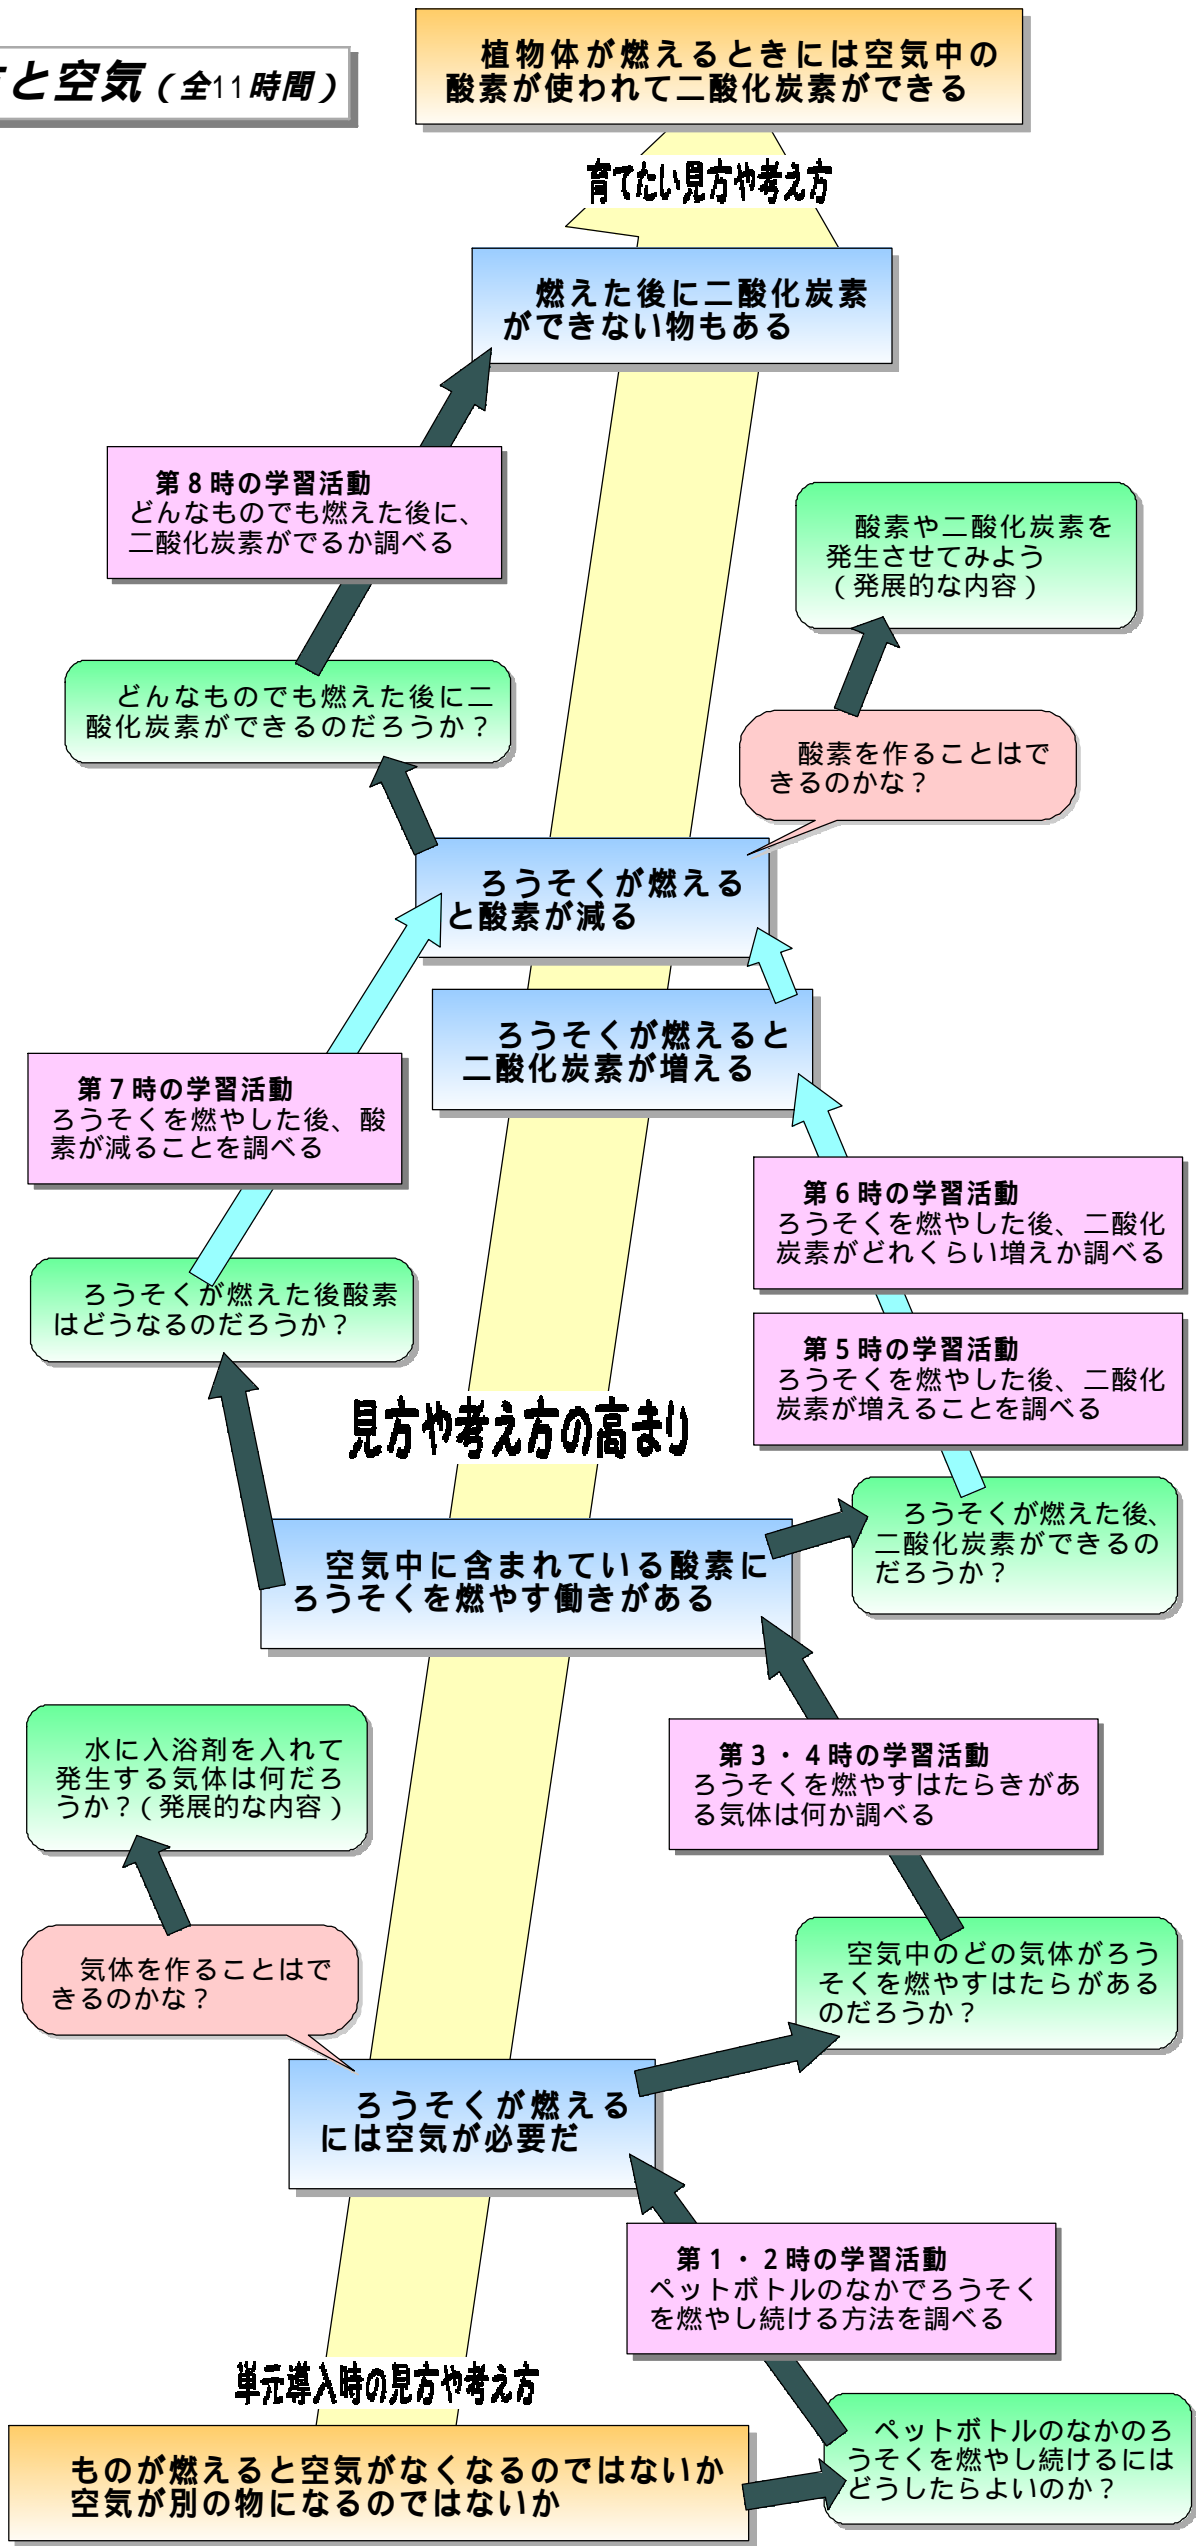 と空気（全11時間）
植物体が燃えるときには空気中の
酸素が使われて二酸化炭素ができる
育てたい見方や考え方
燃えた後に二酸化炭素
ができない物もある
第８時の学習活動
どんなものでも燃えた後に、
二酸化炭素がでるか調べる
酸素や二酸化炭素を
発生させてみよう
（発展的な内容）
どんなものでも燃えた後に二
酸化炭素ができるのだろうか？
酸素を作ることはで
きるのかな？
ろうそくが燃える
と酸素が減る
ろうそくが燃えると
二酸化炭素が増える
第７時の学習活動
ろうそくを燃やした後、酸
素が減ることを調べる
第６時の学習活動
ろうそくを燃やした後、二酸化
炭素がどれくらい増えか調べる
ろうそくが燃えた後酸素
はどうなるのだろうか？
第５時の学習活動
ろうそくを燃やした後、二酸化
炭素が増えることを調べる
見方や考え方の高まり
ろうそくが燃えた後、
二酸化炭素ができるの
だろうか？
空気中に含まれている酸素に
ろうそくを燃やす働きがある
水に入浴剤を入れて
発生する気体は何だろ
うか？（発展的な内容）
第３・４時の学習活動
ろうそくを燃やすはたらきがあ
る気体は何か調べる
気体を作ることはで
きるのかな？
空気中のどの気体がろう
そくを燃やすはたらがある
のだろうか？
ろうそくが燃える
には空気が必要だ
第１・２時の学習活動
ペットボトルのなかでろうそく
を燃やし続ける方法を調べる
単元導入時の見方や考え方
ペットボトルのなかのろ
うそくを燃やし続けるには
どうしたらよいのか？
ものが燃えると空気がなくなるのではないか
空気が別の物になるのではないか